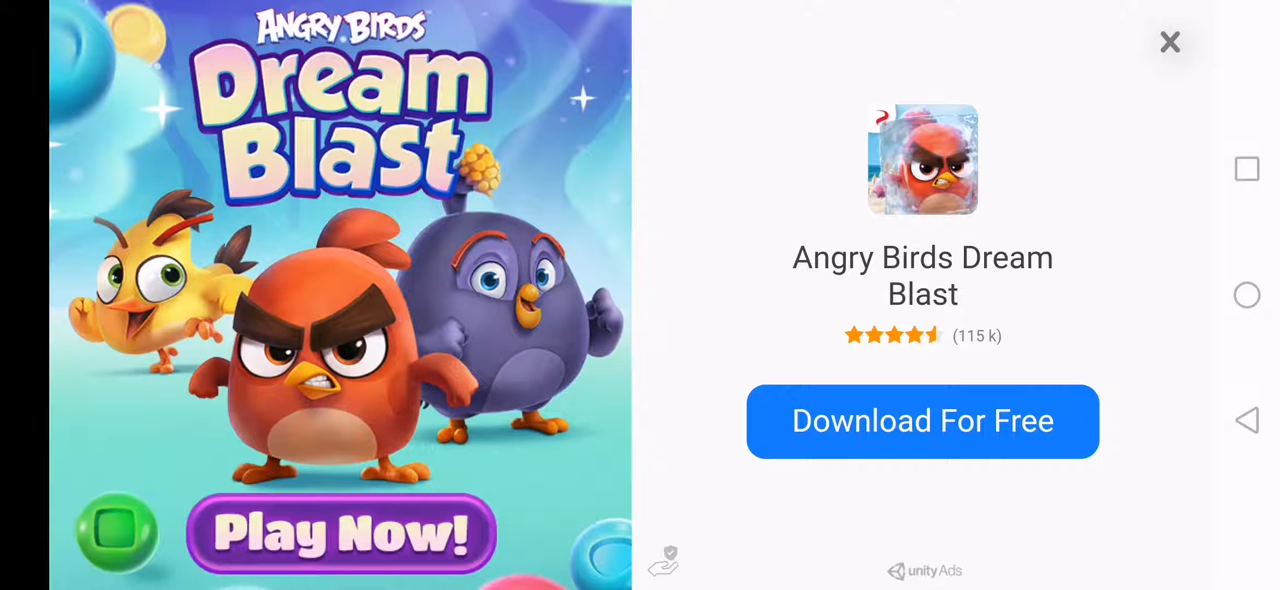 ANGRY BIRDS
Dream
Blast
Play Now!
Angry Birds Dream
Blast
(115 k)
Download For Free
unity Ads